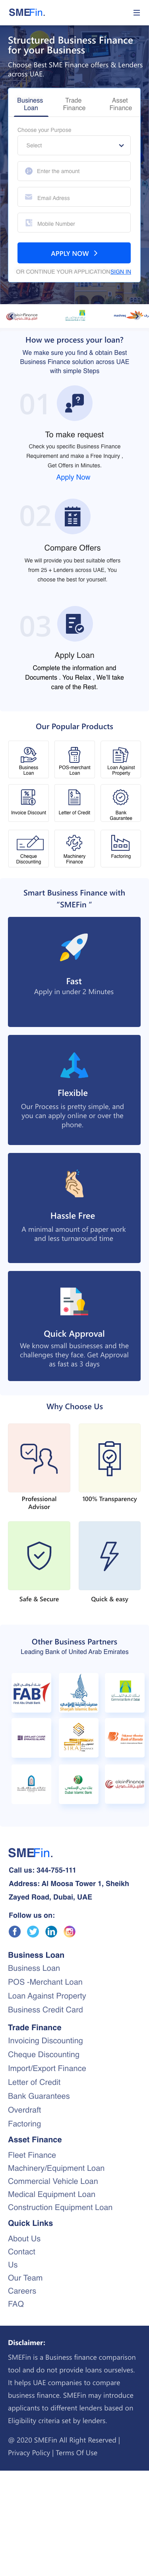 SMEFin.
Structured Business Finance
for your Business
Choose Best SME Finance offers & Lenders
across UAE.
Business
Loan
Trade
Finance
Asset
Finance
Choose your Purpose
Select
Enter the amount
Email Adress
Mobile Number
APPLY NOW
OR CONTINUE YOUR APPLICATION SIGN IN
How we process your loan?
We make sure you find & obtain Best
Business Finance solution across UAE
with simple Steps
01
To make request
Check you specific Business Finance
Requirement and make a Free Inquiry ,
Get Offers in Minutes.
Apply Now
02
Compare Offers
We will provide you best suitable offers
from 25 + Lenders across UAE, You
choose the best for yourself.
03
Apply Loan
Complete the information and
Documents . You Relax , We'll take
care of the Rest.
Our Popular Products
Business
Loan
POS-merchant
Loan
Loan Against
Property
Invoice Discount
Letter of Credit
Bank
Gaurantee
Cheque
Discounting
Machinery
Finance
Factoring
Smart Business Finance with
"SMEFin "
Fast
Apply in under 2 Minutes
Flexible
Our Process is pretty simple, and
you can apply online or over the
phone.
Hassle Free
A minimal amount of paper work
and less turnaround time
Quick Approval
We know small businesses and the
challenges they face. Get Approval
as fast as 3 days
Why Choose Us
Professional
Advisor
100% Transparency
Safe & Secure
Quick & easy
Other Business Partners
Leading Bank of United Arab Emirates
FAB
Dubai Islamic Bank
SMEFin.
Call us: 344-755-111
Address: Al Moosa Tower 1, Sheikh
Zayed Road, Dubai, UAE
Follow us on:
Business Loan
Business Loan
POS -Merchant Loan
Loan Against Property
Business Credit Card
Trade Finance
Invoicing Discounting
Cheque Discounting
Import/Export Finance
Letter of Credit
Bank Guarantees
Overdraft
Factoring
Asset Finance
Fleet Finance
Machinery/Equipment Loan
Commercial Vehicle Loan
Medical Equipment Loan
Construction Equipment Loan
Quick Links
About Us
Contact
Us
Our Team
Careers
FAQ
Disclaimer:
SMEFin is a Business finance comparison
tool and do not provide loans ourselves.
It helps UAE companies to compare
business finance. SMEFin may introduce
applicants to different lenders based on
Eligibility criteria set by lenders.
@ 2020 SMEFin All Right Reserved |
Privacy Policy | Terms Of Use